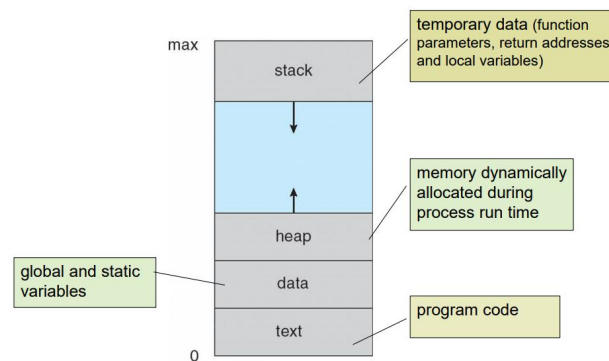 temporary data (function
parameters, return addresses
and local variables)
max
stack
memory dynamically
allocated during
process run time
heap
global and static
variables
data
program code
text
0